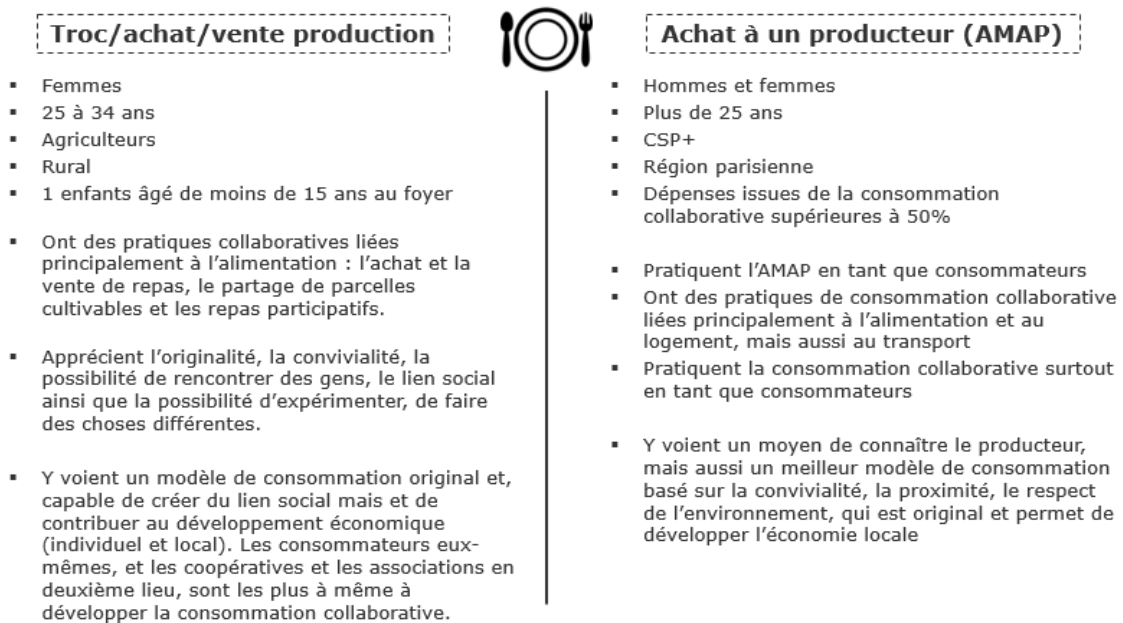 Troc/achat/vente production
▪ Femmes
▪ 25 à 34 ans
▪ Agriculteurs
▪ Rural
▪ 1 enfants âgé de moins de 15 ans au foyer
▪ Ont des pratiques collaboratives liées
principalement à l'alimentation : l'achat et la
vente de repas, le partage de parcelles
cultivables et les repas participatifs.
▪ Apprécient l'originalité, la convivialité, la
possibilité de rencontrer des gens, le lien social
ainsi que la possibilité d'expérimenter, de faire
des choses différentes.
▪ Y voient un modèle de consommation original et,
capable de créer du lien social mais et de
contribuer au développement économique
(individuel et local). Les consommateurs eux-
mêmes, et les coopératives et les associations en
deuxième lieu, sont les plus à même à
développer la consommation collaborative.
Achat à un producteur (AMAP)
▪ Hommes et femmes
▪ Plus de 25 ans
▪ CSP+
▪ Région parisienne
▪ Dépenses issues de la consommation
collaborative supérieures à 50%
▪ Pratiquent l'AMAP en tant que consommateurs
▪ Ont des pratiques de consommation collaborative
liées principalement à l'alimentation et au
logement, mais aussi au transport
▪ Pratiquent la consommation collaborative surtout
en tant que consommateurs
▪ Y voient un moyen de connaître le producteur,
mais aussi un meilleur modèle de consommation
basé sur la convivialité, la proximité, le respect
de l'environnement, qui est original et permet de
développer l'économie locale